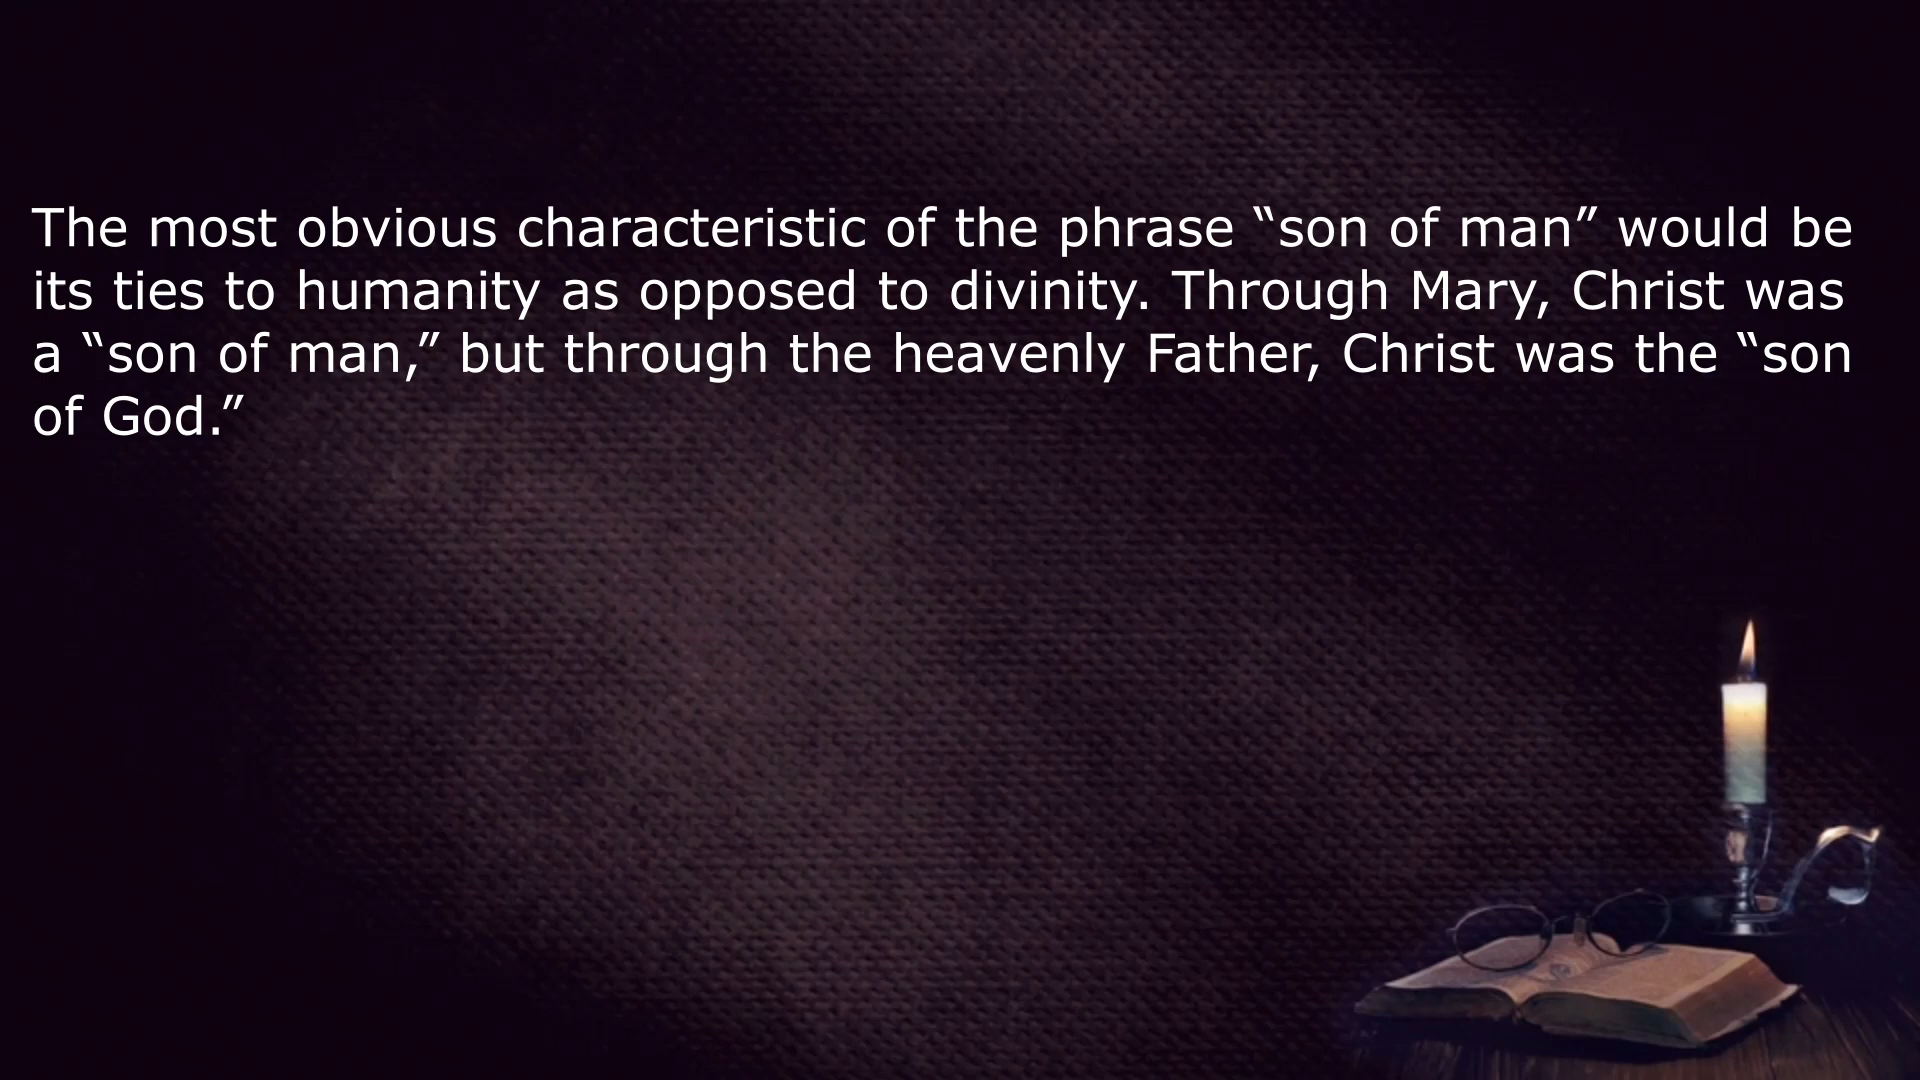 The most obvious characteristic of the phrase “son of man” would be
its ties to humanity as opposed to divinity. Through Mary, Christ was
a “son of man,” but through the heavenly Father, Christ was the “son
of God.”